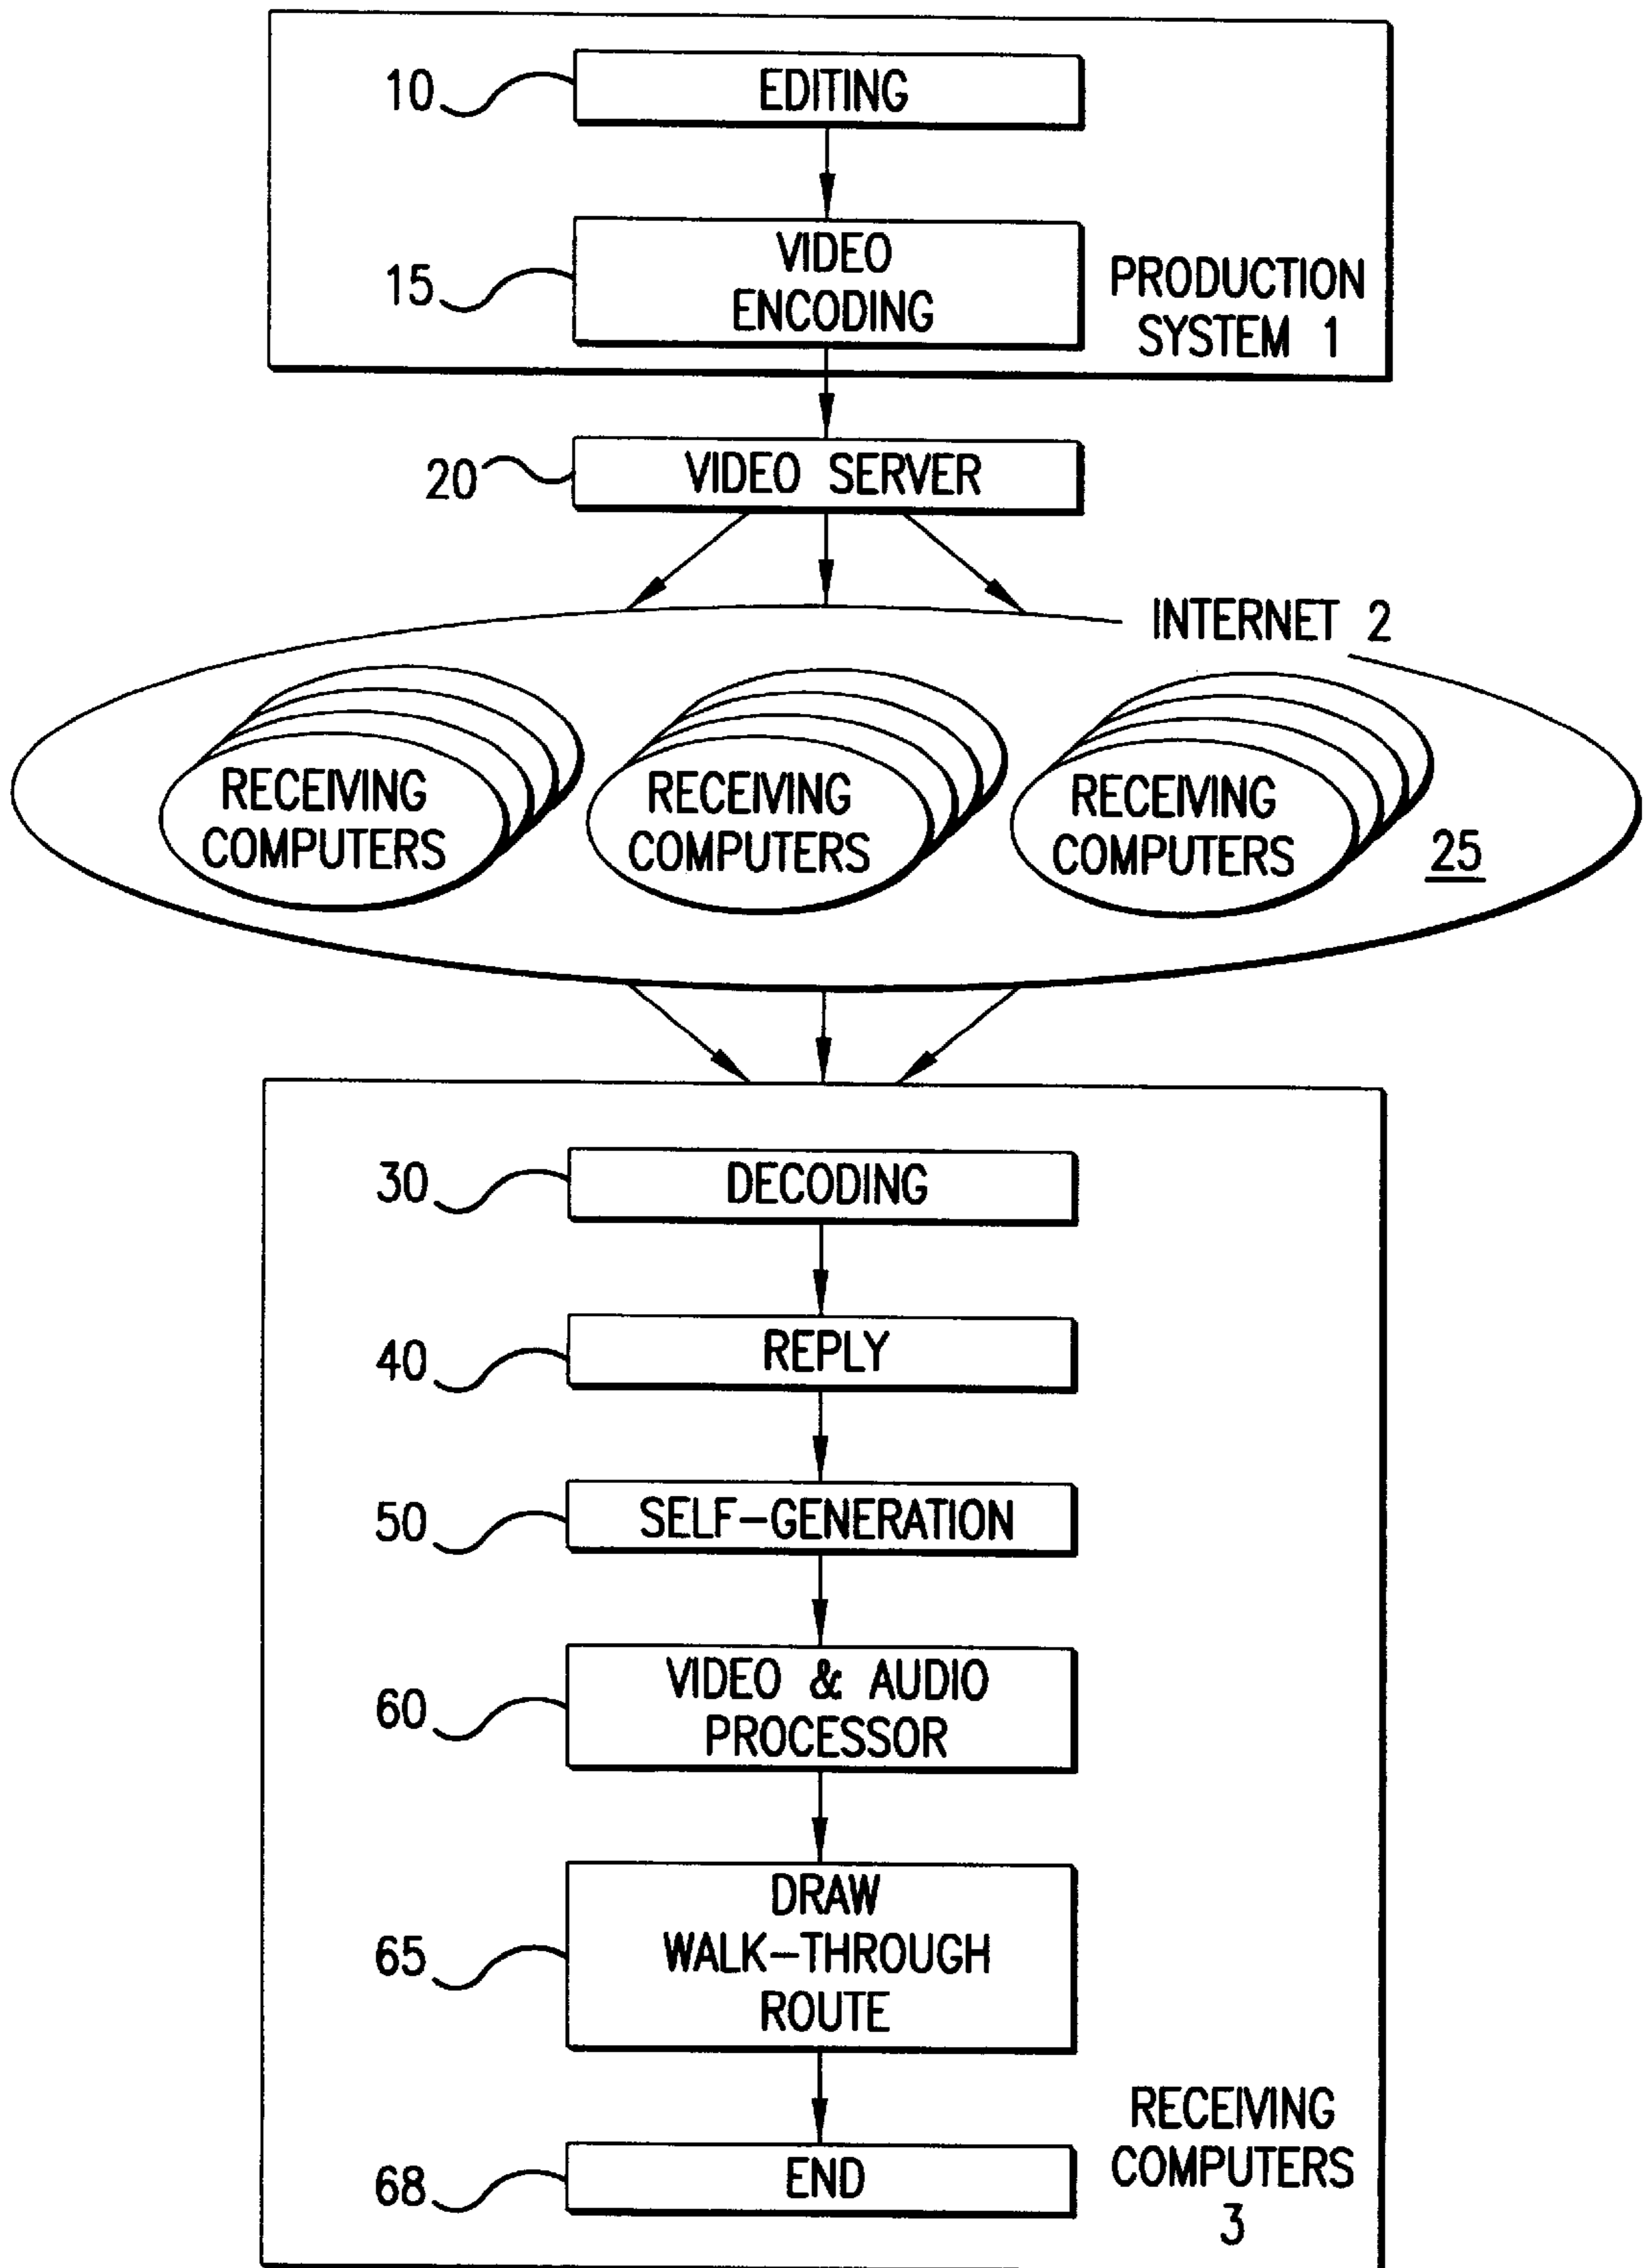 10
EDITING
15
VIDEO
ENCODING
PRODUCTION
SYSTEM 1
20
VIDEO SERVER
INTERNET 2
RECEIVING
COMPUTERS
RECEIVING
COMPUTERS
RECEIVING
COMPUTERS
25
30
DECODING
40
REPLY
50
SELF-GENERATION
60
VIDEO & AUDIO
PROCESSOR
65
DRAW
WALK-THROUGH
ROUTE
68
END
RECEIVING
COMPUTERS
3